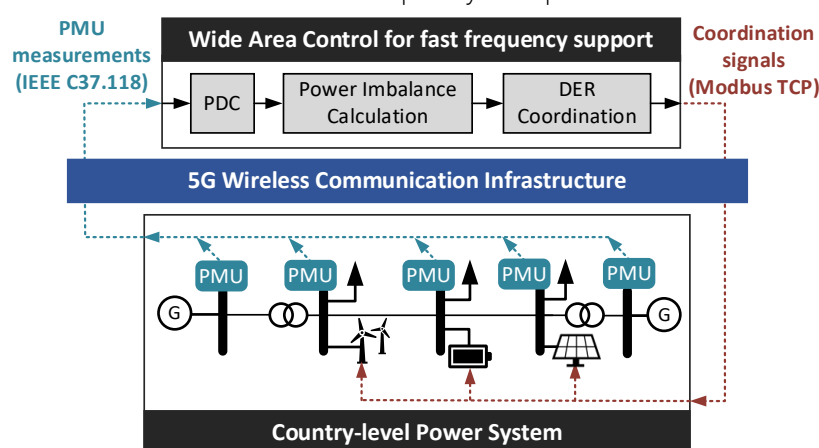 PMU
measurements
(IEEE C37.118)
Wide Area Control for fast frequency support
Coordination
signals
(Modbus TCP)
PDC
Power Imbalance
Calculation
DER
Coordination
5G Wireless Communication Infrastructure
PMU
PMU
PMU
PMU
PMU
G
G
Country-level Power System